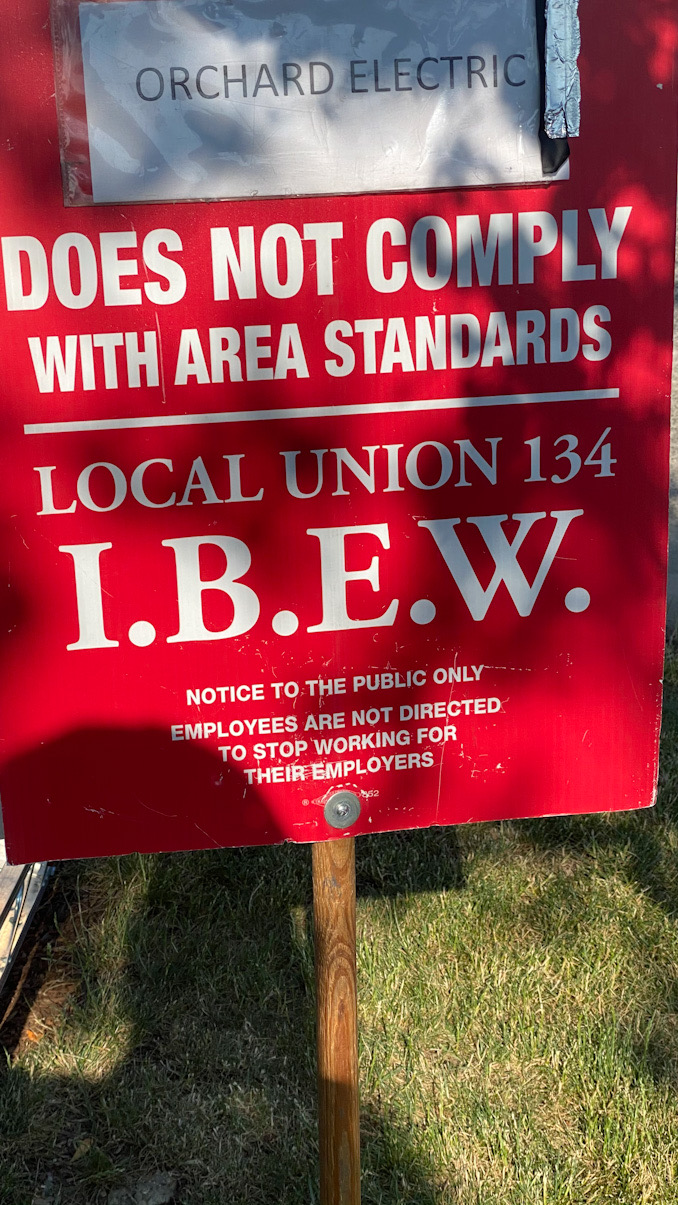 ORCHARD ELECTRIC
DOES NOT COMPLY
WITH AREA STANDARDS
LOCAL UNION 134
I.B.E.W.
NOTICE TO THE PUBLIC ONLY
EMPLOYEES ARE NOT DIRECTED
TO STOP WORKING FOR
THEIR EMPLOYERS